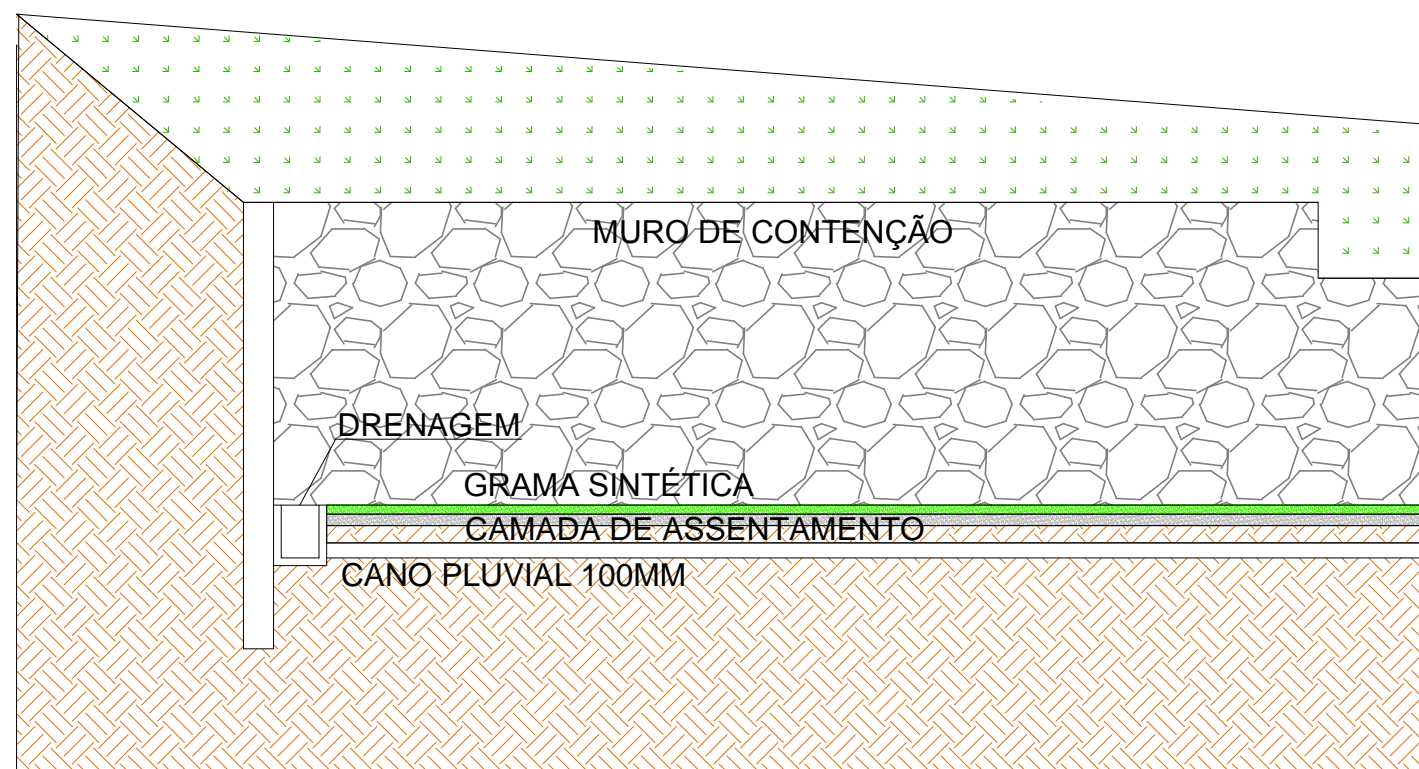 MURO DE CONTENÇÃO
DRENAGEM
GRAMA SINTÉTICA
CAMADA DE ASSENTAMENTO
CANO PLUVIAL 100MM